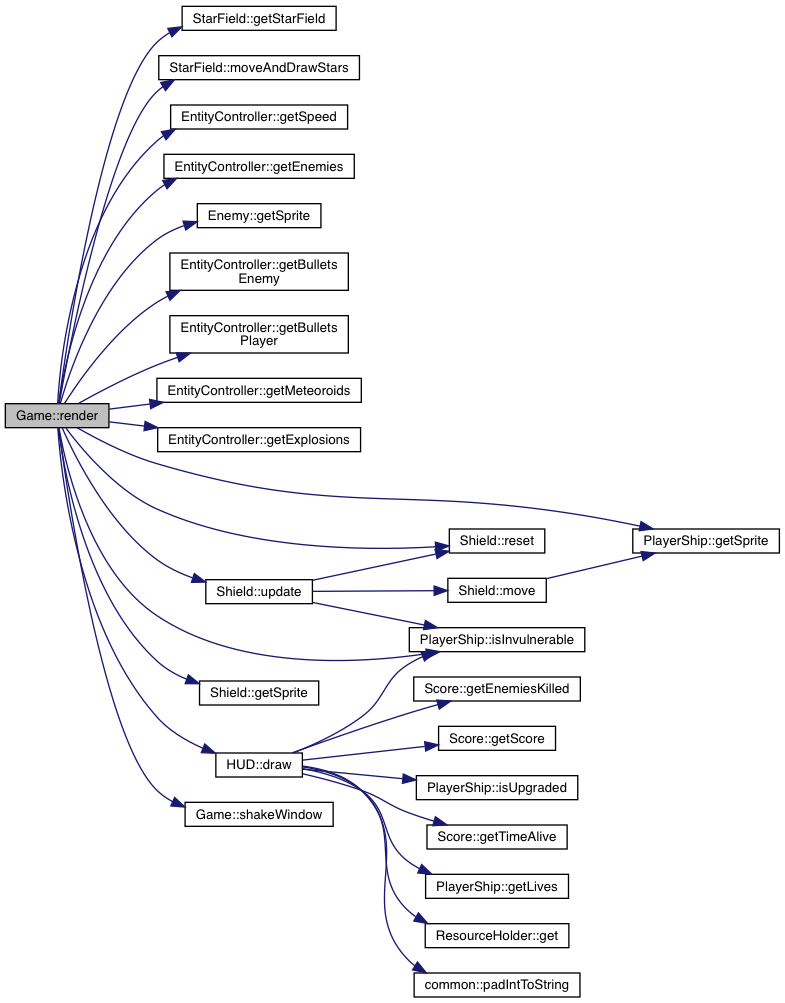 StarField::getStarField
StarField::moveAndDrawStars
EntityController::getSpeed
EntityController::getEnemies
Enemy::getSprite
EntityController::getBullets
Enemy
EntityController::getBullets
Player
EntityController::getMeteoroids
Game::render
EntityController::getExplosions
Shield::reset
PlayerShip::getSprite
Shield::update
Shield::move
PlayerShip::isInvulnerable
Shield::getSprite
Score::getEnemiesKilled
Score::getScore
HUD::draw
PlayerShip::isUpgraded
Game::shakeWindow
Score::getTimeAlive
PlayerShip::getLives
ResourceHolder::get
common::padIntToString